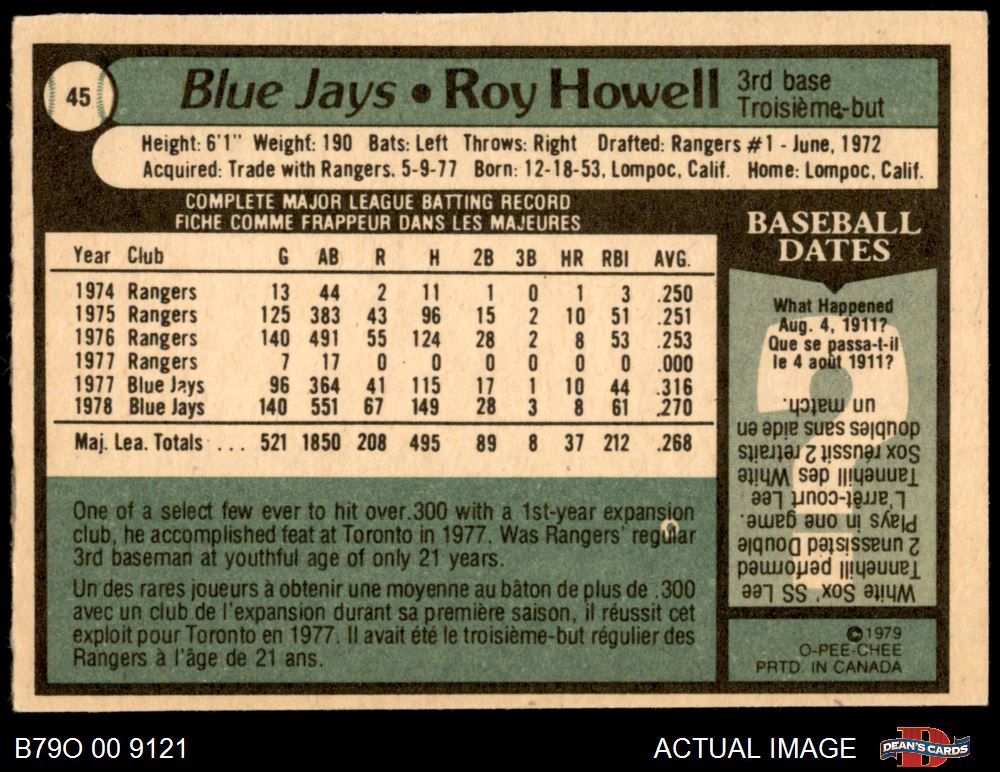 45
Blue Jays • Roy Howell
3rd base
Troisième-but
Height: 6'1" Weight: 190 Bats: Left Throws: Right Drafted: Rangers #1 - June, 1972
Acquired: Trade with Rangers, 5-9-77 Born: 12-18-53, Lompoc, Calif. Home: Lompoc, Calif.
COMPLETE MAJOR LEAGUE BATTING RECORD
FICHE COMME FRAPPEUR DANS LES MAJEURES
Year Club G AB R H 2B 3B HR RBI AVG.
1974 Rangers 13 44 2 11 1 0 1 3 .250
1975 Rangers 125 383 43 96 15 2 10 51 .251
1976 Rangers 140 491 55 124 28 2 8 53 .253
1977 Rangers 7 17 0 0 0 0 0 0 .000
1977 Blue Jays 96 364 41 115 17 1 10 44 .316
1978 Blue Jays 140 551 67 149 28 3 8 61 .270
Maj. Lea. Totals ... 521 1850 208 495 89 8 37 212 .268
One of a select few ever to hit over .300 with a 1st-year expansion
club, he accomplished feat at Toronto in 1977. Was Rangers' regular
3rd baseman at youthful age of only 21 years.
Un des rares joueurs à obtenir une moyenne au bâton de plus de .300
avec un club de l'expansion durant sa première saison, il réussit cet
exploit pour Toronto en 1977. Il avait été le troisième-but régulier des
Rangers à l'âge de 21 ans.
BASEBALL
DATES
What Happened
Aug. 4, 1911?
Que se passa-t-il
le 4 août 1911?
White Sox' SS Lee
Tannehill performed
2 unassisted Double
Plays in one game.
L'arrêt-court Lee
Tannehill des White
Sox réussit 2 retraits
doubles sans aide en
un match.
©1979
O-PEE-CHEE
PRTD. IN CANADA
B79O 00 9121
ACTUAL IMAGE
DEAN'S CARDS